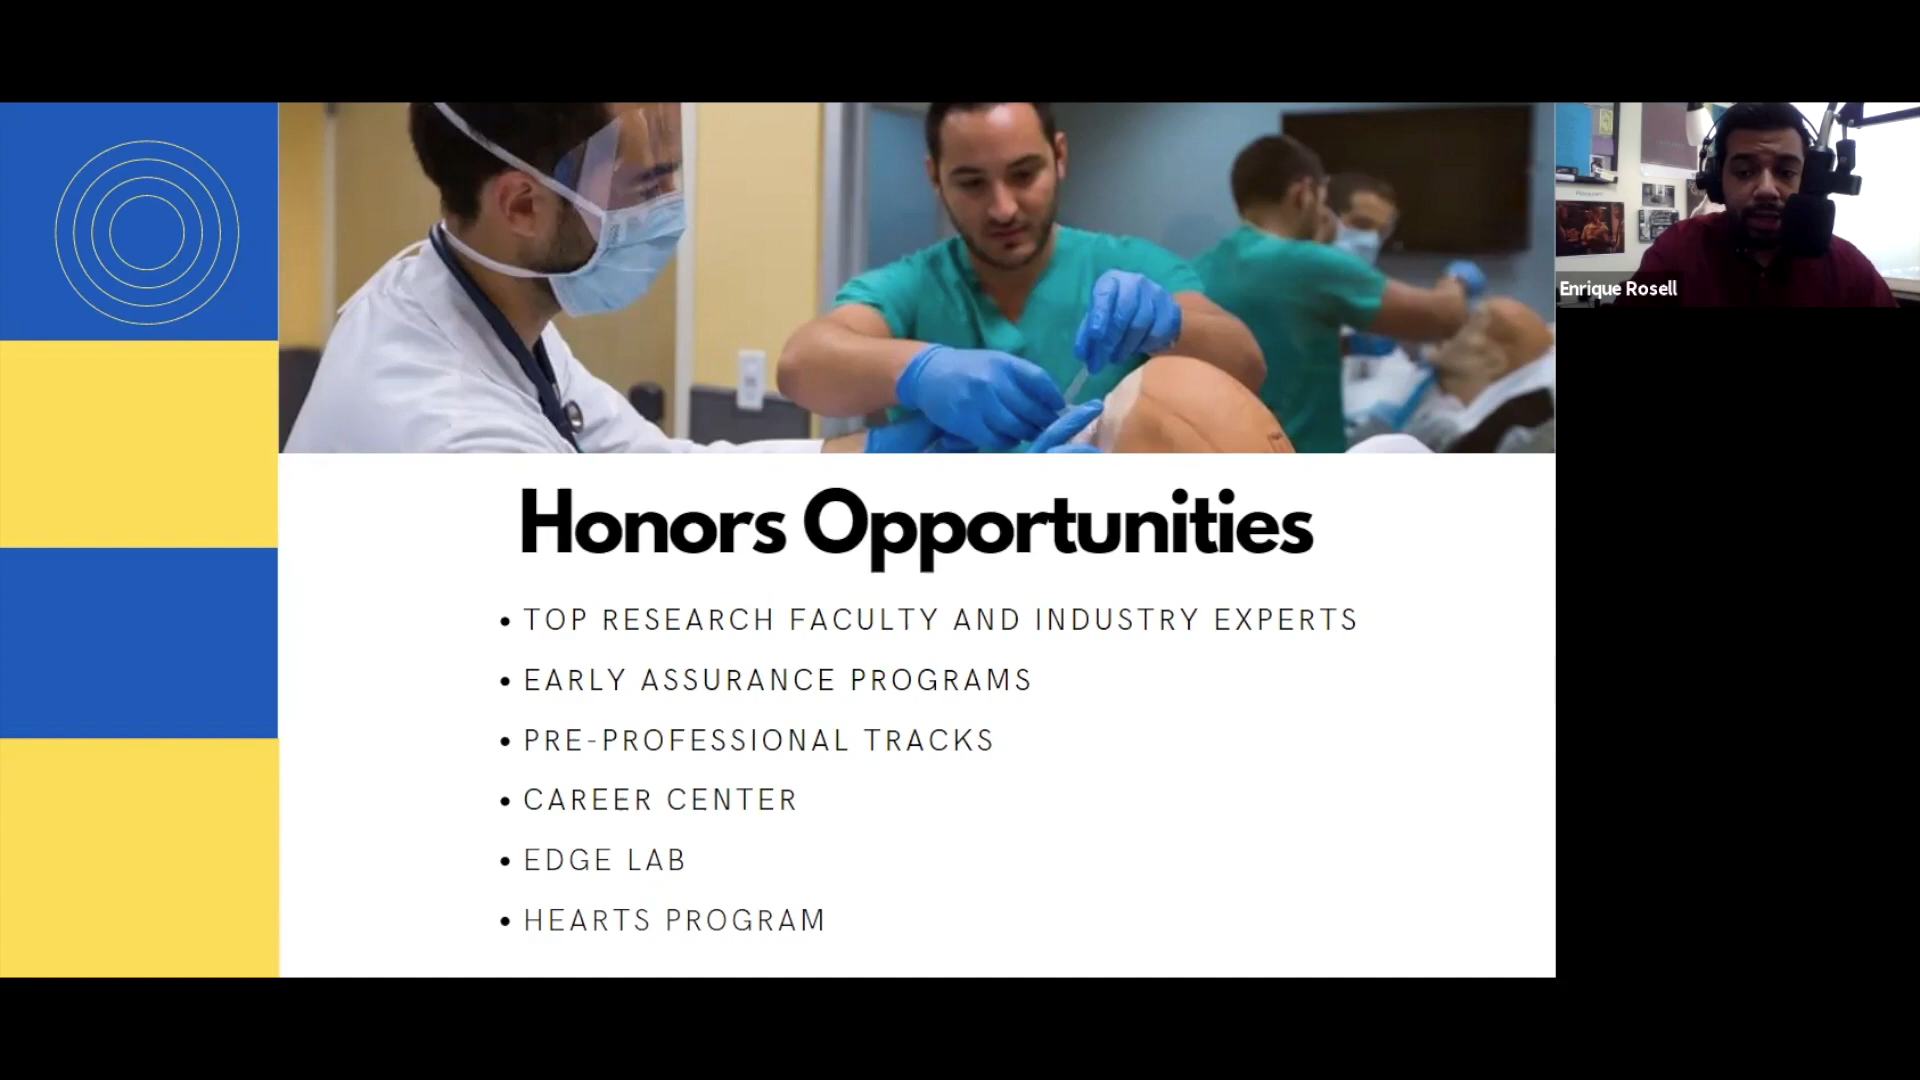 Enrique Rosell
Honors Opportunities
• TOP RESEARCH FACULTY AND INDUSTRY EXPERTS
• EARLY ASSURANCE PROGRAMS
• PRE-PROFESSIONAL TRACKS
• CAREER CENTER
• EDGE LAB
• HEARTS PROGRAM